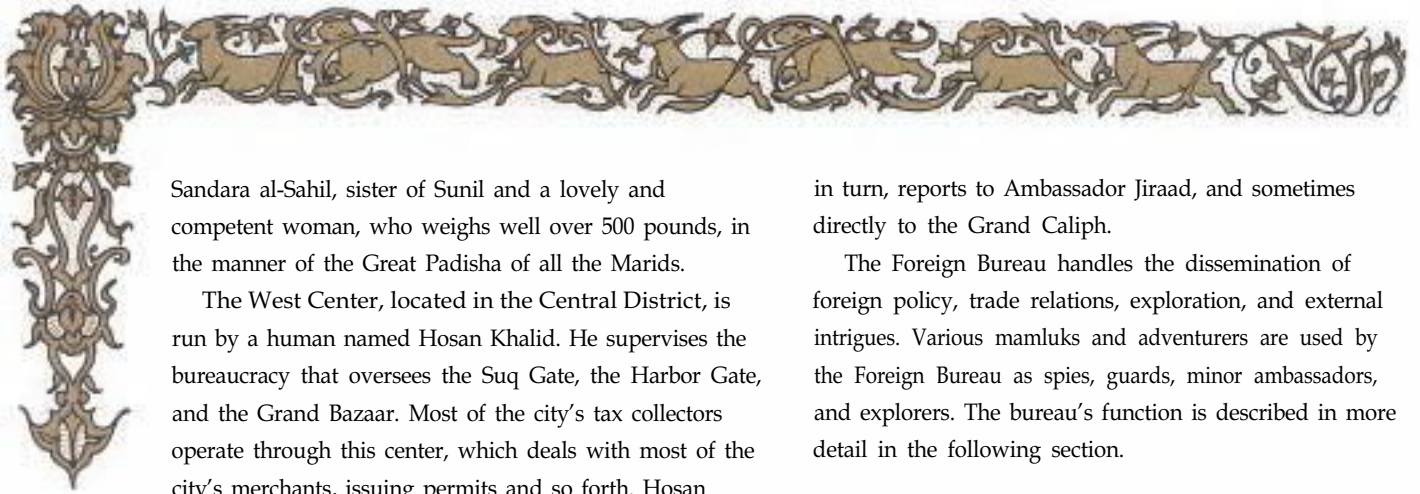 Sandara al-Sahil, sister of Sunil and a lovely and
competent woman, who weighs well over 500 pounds, in
the manner of the Great Padisha of all the Marids.
The West Center, located in the Central District, is
run by a human named Hosan Khalid. He supervises the
bureaucracy that oversees the Suq Gate, the Harbor Gate,
and the Grand Bazaar. Most of the city's tax collectors
operate through this center, which deals with most of the
city's merchants, issuing permits and so forth. Hosan
in turn, reports to Ambassador Jiraad, and sometimes
directly to the Grand Caliph.
The Foreign Bureau handles the dissemination of
foreign policy, trade relations, exploration, and external
intrigues. Various mamluks and adventurers are used by
the Foreign Bureau as spies, guards, minor ambassadors,
and explorers. The bureau's function is described in more
detail in the following section.